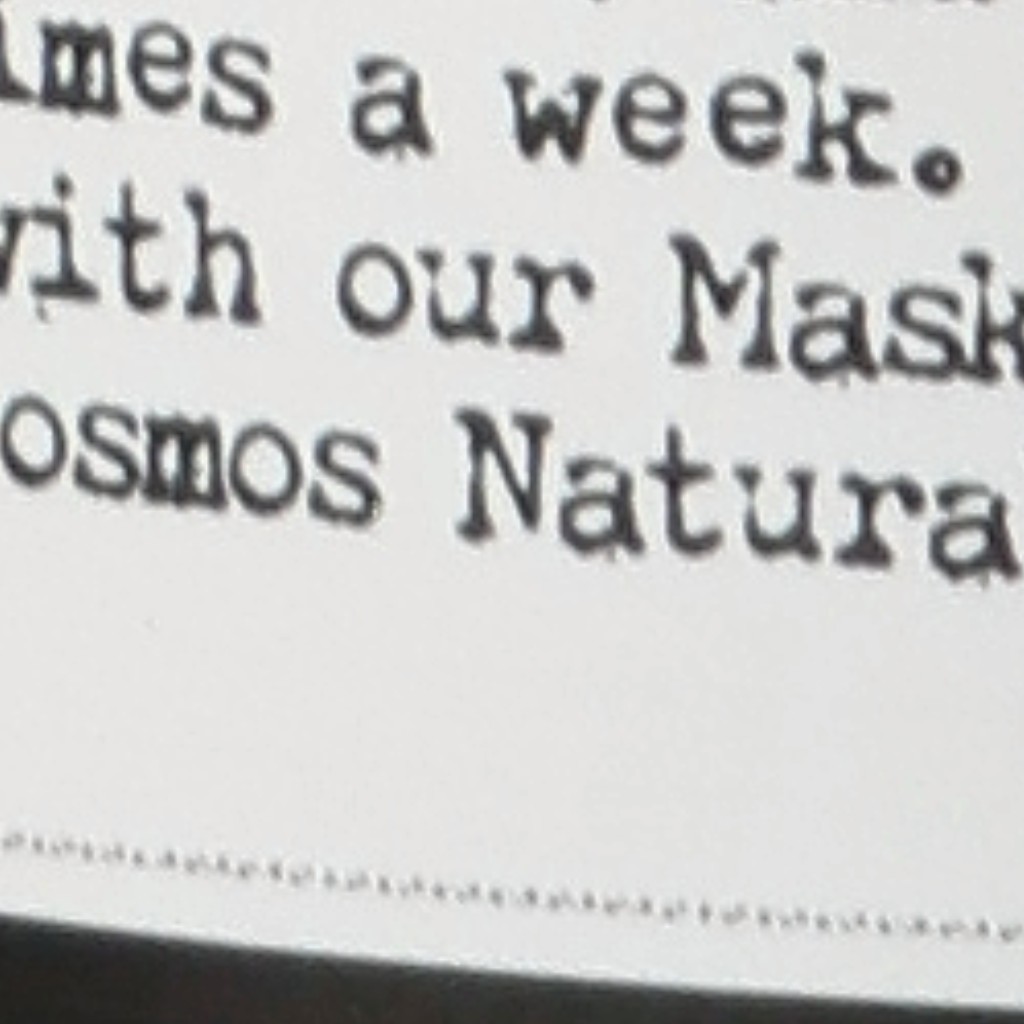 imes a week.
with our Mask
osmos Natura